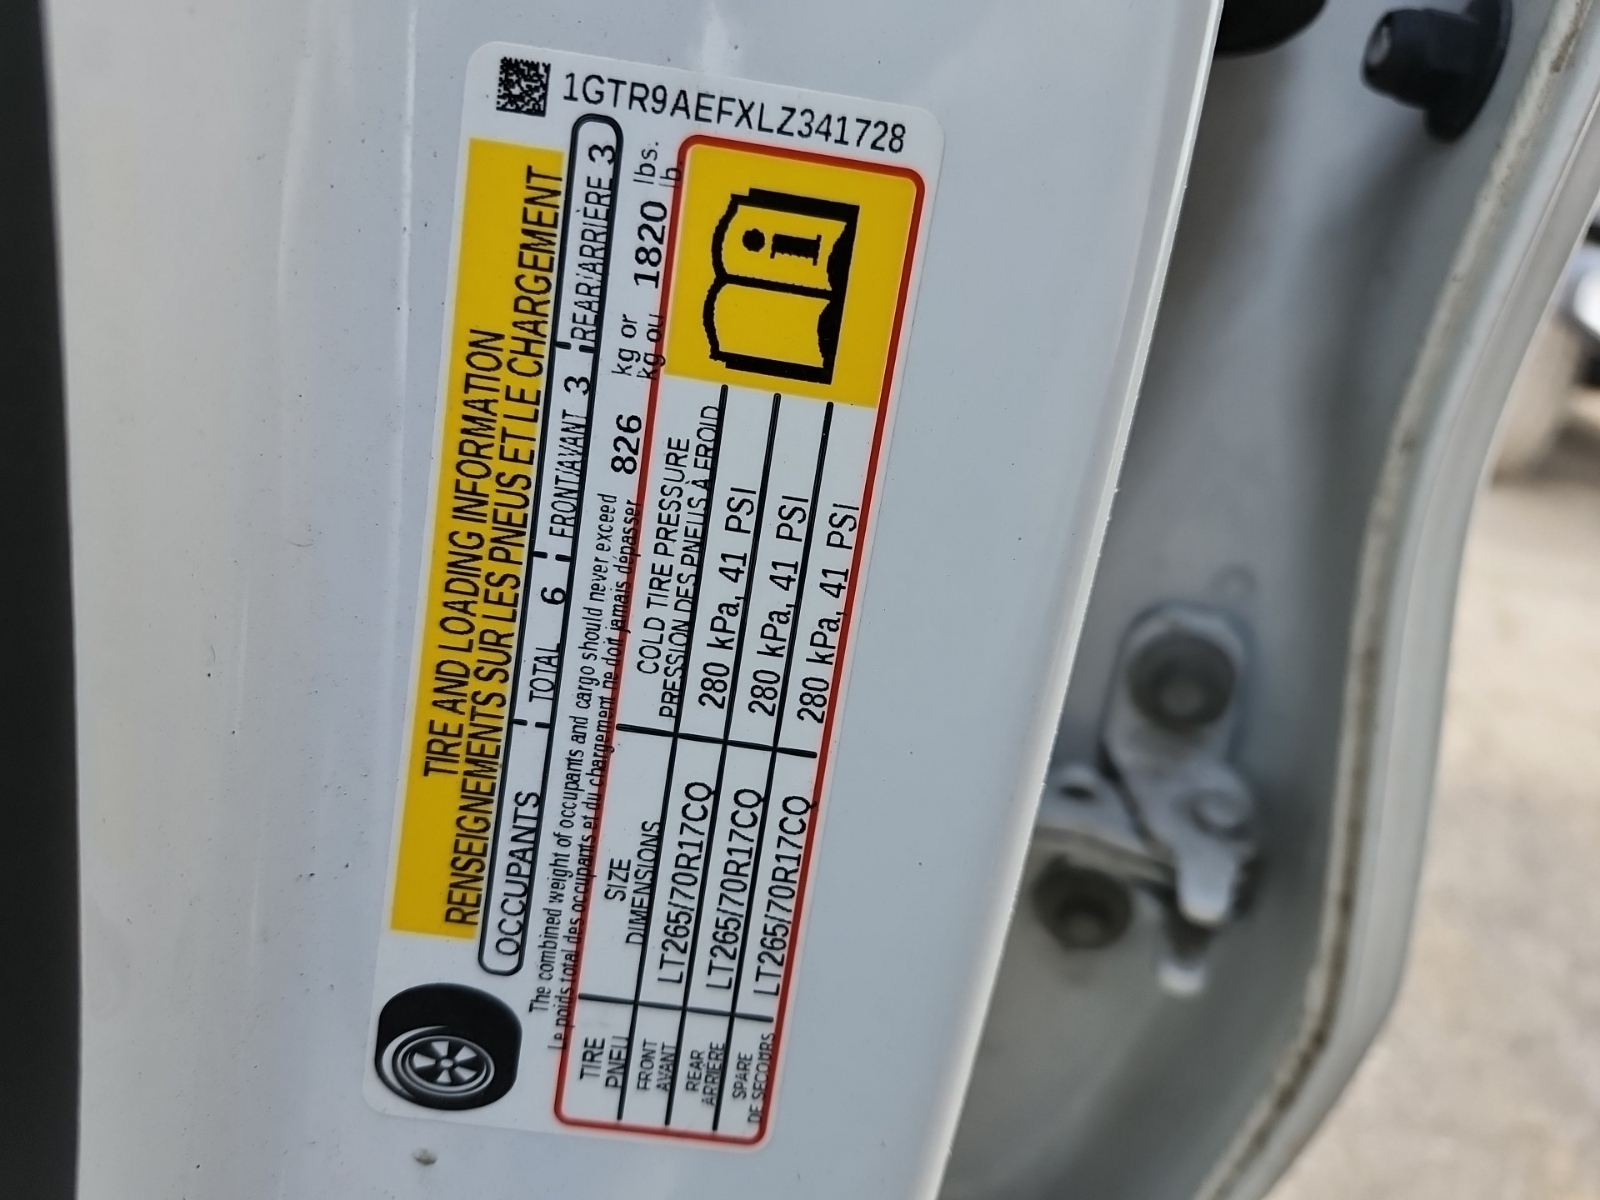 1GTR9AEFXLZ341728
TIRE AND LOADING INFORMATION
RENSEIGNEMENTS SUR LES PNEUS ET LE CHARGEMENT
OCCUPANTS TOTAL 6 FRONT/AVANT 3 REAR/ARRIÈRE 3
The combined weight of occupants and cargo should never exceed 826 kg or 1820 lbs.
Le poids total des occupants et du chargement ne doit jamais dépasser kg ou lb.
TIRE SIZE COLD TIRE PRESSURE
PNEU DIMENSIONS PRESSION DES PNEUS À FROID
FRONT
AVANT LT265/70R17CQ 280 kPa, 41 PSI
REAR
ARRIÈRE LT265/70R17CQ 280 kPa, 41 PSI
SPARE
DE SECOURS LT265/70R17CQ 280 kPa, 41 PSI
i